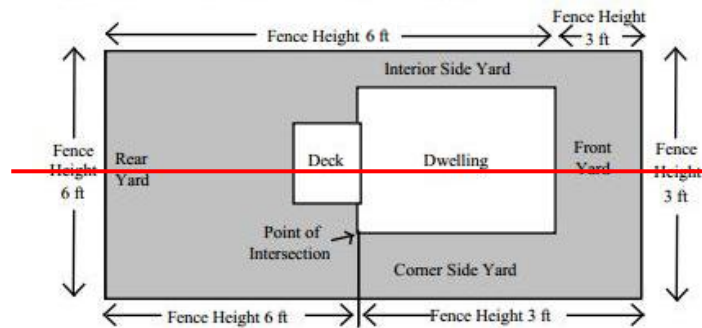 Fence Height 6 ft
Fence Height
3 ft
Interior Side Yard
Fence
Height
6 ft
Rear
Yard
Deck
Dwelling
Front
Yard
Fence
Height
3 ft
Point of
Intersection
Corner Side Yard
Fence Height 6 ft
Fence Height 3 ft